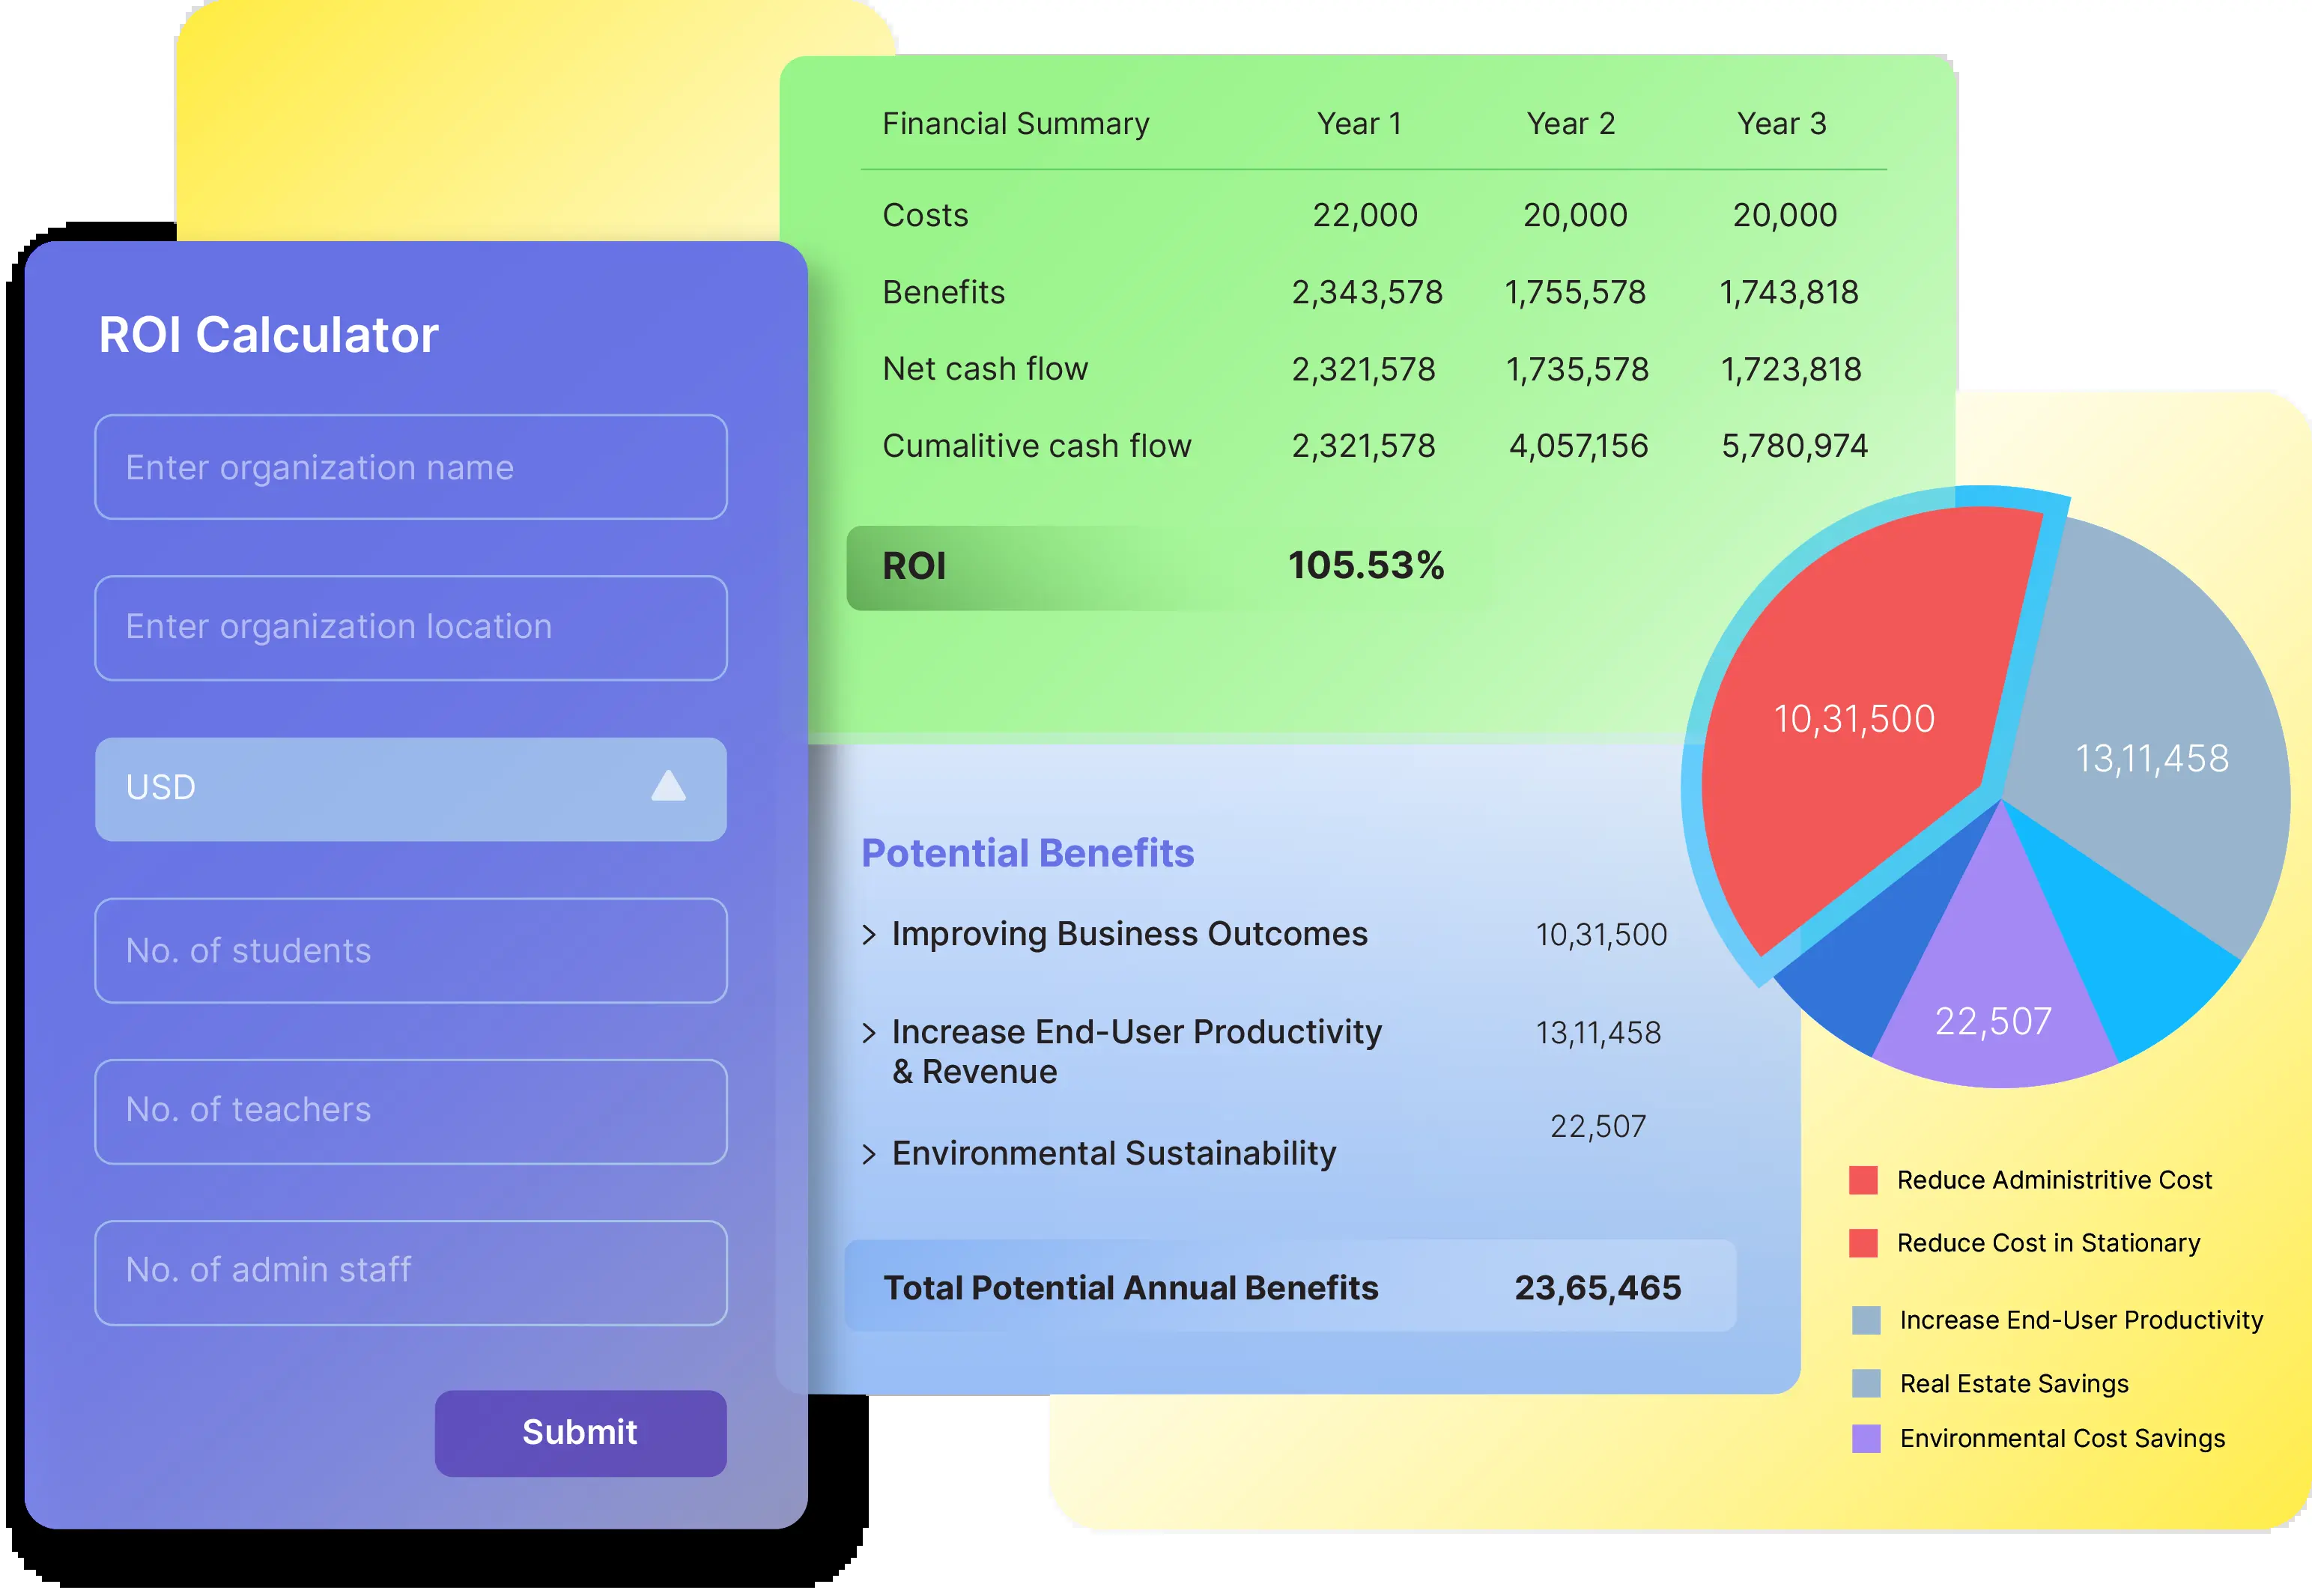 ROI Calculator
Enter organization name
Enter organization location
USD
No. of students
No. of teachers
No. of admin staff
Submit
Financial Summary Year 1 Year 2 Year 3
Costs 22,000 20,000 20,000
Benefits 2,343,578 1,755,578 1,743,818
Net cash flow 2,321,578 1,735,578 1,723,818
Cumalitive cash flow 2,321,578 4,057,156 5,780,974
ROI 105.53%
Potential Benefits
> Improving Business Outcomes 10,31,500
> Increase End-User Productivity 13,11,458
& Revenue
> Environmental Sustainability 22,507
Total Potential Annual Benefits 23,65,465
10,31,500
13,11,458
22,507
Reduce Administritive Cost
Reduce Cost in Stationary
Increase End-User Productivity
Real Estate Savings
Environmental Cost Savings